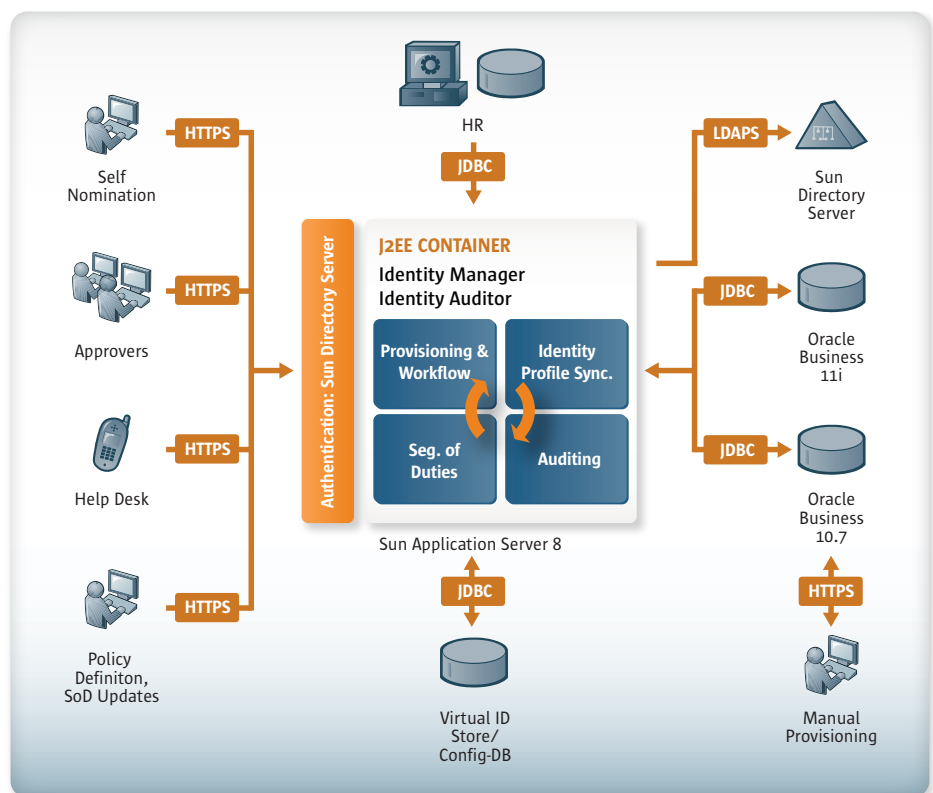 HR
JDBC
HTTPS
Self
Nomination
HTTPS
Approvers
HTTPS
Help Desk
HTTPS
Policy
Definiton,
SoD Updates
Authentication: Sun Directory Server
J2EE CONTAINER
Identity Manager
Identity Auditor
Provisioning &
Workflow
Identity
Profile Sync.
Seg. of
Duties
Auditing
Sun Application Server 8
JDBC
Virtual ID
Store/
Config-DB
LDAPS
Sun
Directory
Server
JDBC
Oracle
Business
11i
JDBC
Oracle
Business
10.7
HTTPS
Manual
Provisioning